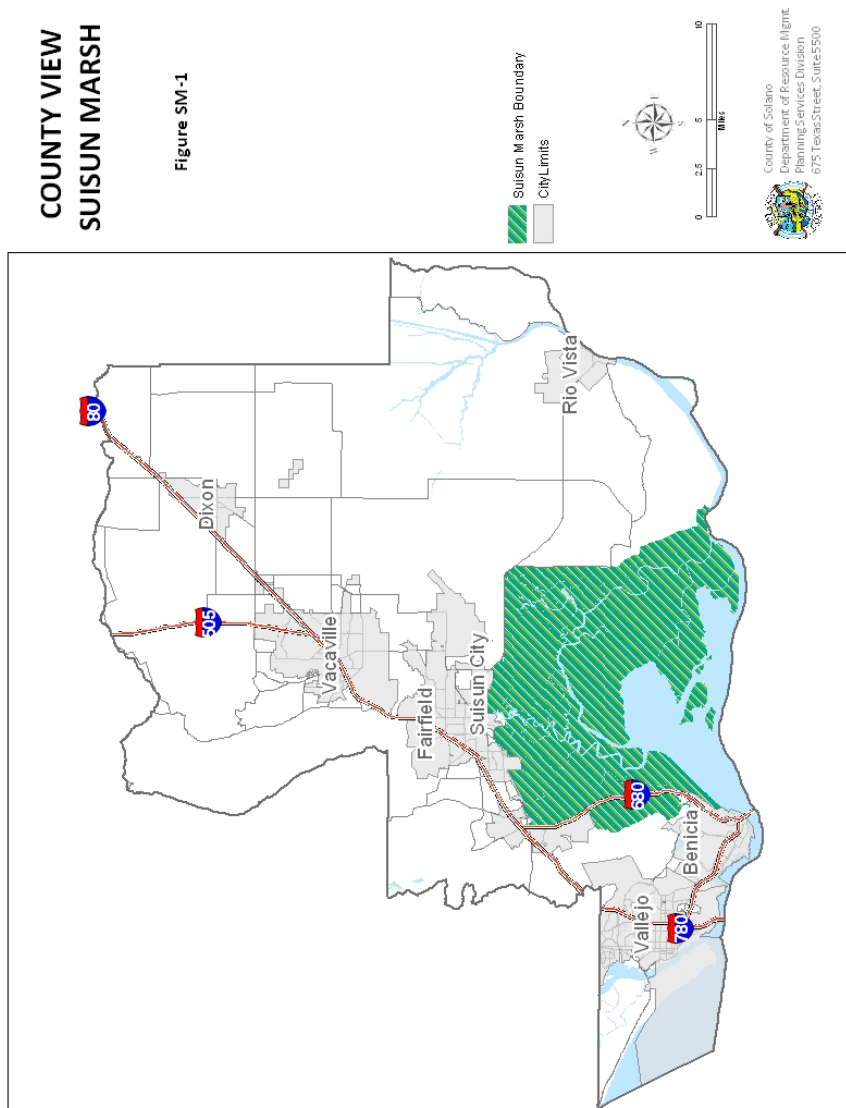 COUNTY VIEW
SUISUN MARSH
Figure SM-1
80
505
Dixon
Vacaville
Fairfield
Suisun City
Rio Vista
680
Benicia
Vallejo
780
Suisun Marsh Boundary
City Limits
N
W
E
S
0 2.5 5 10
Miles
County of Solano
Department of Resource Mgmt
Planning Services Division
675 Texas Street, Suite 5500